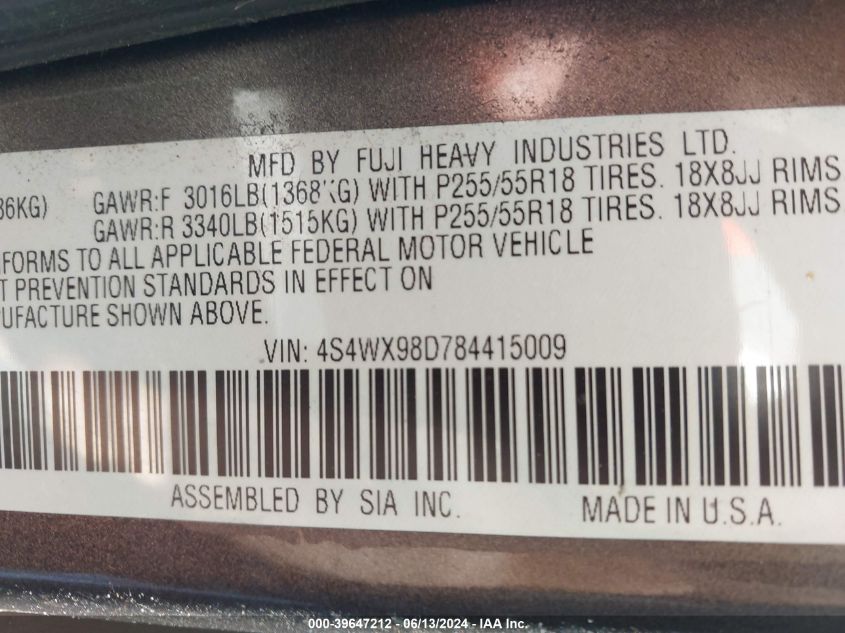 MFD BY FUJI HEAVY INDUSTRIES LTD.
36KG) GAWR:F 3016LB(1368KG) WITH P255/55R18 TIRES. 18X8JJ RIMS
GAWR:R 3340LB(1515KG) WITH P255/55R18 TIRES. 18X8JJ RIMS
FORMS TO ALL APPLICABLE FEDERAL MOTOR VEHICLE
T PREVENTION STANDARDS IN EFFECT ON
UFACTURE SHOWN ABOVE.
VIN: 4S4WX98D784415009
ASSEMBLED BY SIA INC. MADE IN U.S.A.
000-39647212 - 06/13/2024 - IAA Inc.